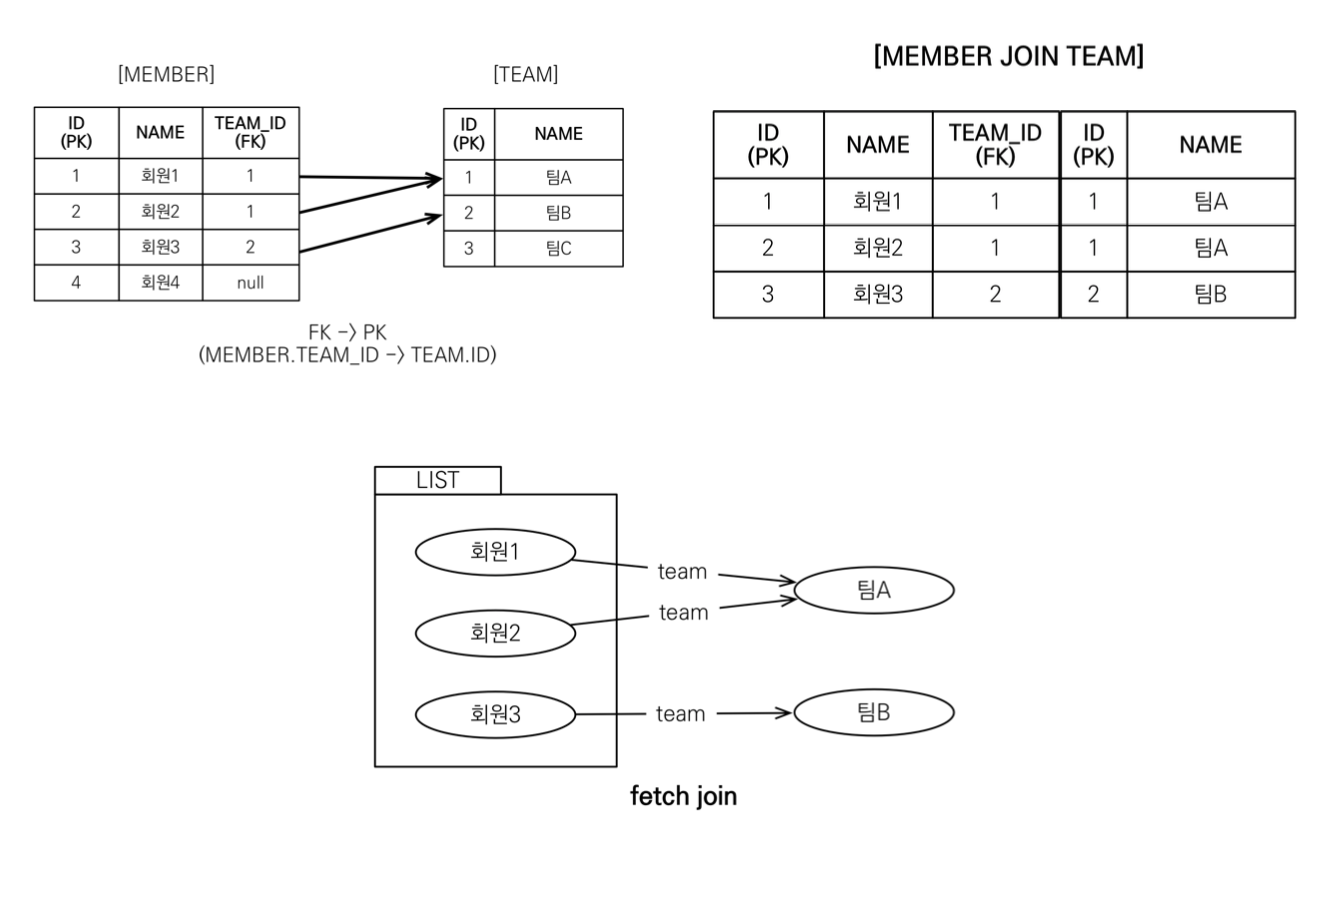 [MEMBER]
ID
(PK)
NAME
TEAM_ID
(FK)
1 회원1 1
2 회원2 1
3 회원3 2
4 회원4 null
[TEAM]
ID
(PK)
NAME
1 팀A
2 팀B
3 팀C
FK -> PK
(MEMBER.TEAM_ID -> TEAM.ID)
[MEMBER JOIN TEAM]
ID
(PK)
NAME
TEAM_ID
(FK)
ID
(PK)
NAME
1 회원1 1 1 팀A
2 회원2 1 1 팀A
3 회원3 2 2 팀B
LIST
회원1
team
팀A
회원2
team
회원3
team
팀B
fetch join